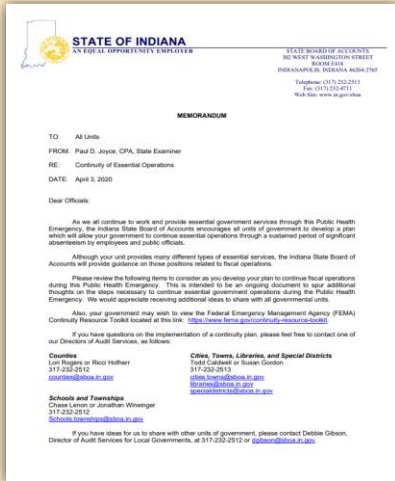 STATE OF INDIANA
AN EQUAL OPPORTUNITY EMPLOYER
STATE BOARD OF ACCOUNTS
302 WEST WASHINGTON STREET
ROOM E418
INDIANAPOLIS, INDIANA 46204-2765
Telephone: (317) 232-2513
Fax: (317) 232-4711
Web Site: www.in.gov/sboa
MEMORANDUM
TO: All Units
FROM: Paul D. Joyce, CPA, State Examiner
RE: Continuity of Essential Operations
DATE: April 3, 2020
Dear Officials:
As we all continue to work and provide essential government services through this Public Health
Emergency, the Indiana State Board of Accounts encourages all units of government to develop a plan
which will allow your government to continue essential operations through a sustained period of significant
absenteeism by employees and public officials.
Although your unit provides many different types of essential services, the Indiana State Board of
Accounts will provide guidance on those positions related to fiscal operations.
Please review the following items to consider as you develop your plan to continue fiscal operations
during this Public Health Emergency. This is intended to be an ongoing document to spur additional
thoughts on the steps necessary to continue essential government operations during the Public Health
Emergency. We would appreciate receiving additional ideas to share with all governmental units.
Also, your government may wish to view the Federal Emergency Management Agency (FEMA)
Continuity Resource Toolkit located at this link: https://www.fema.gov/continuity-resource-toolkit.
If you have questions on the implementation of a continuity plan, please feel free to contact one of
our Directors of Audit Services, as follows:
Counties
Lori Rogers or Ricci Hofherr
317-232-2512
counties@sboa.in.gov
Cities, Towns, Libraries, and Special Districts
Todd Caldwell or Susan Gordon
317-232-2513
cities.towns@sboa.in.gov
libraries@sboa.in.gov
specialdistricts@sboa.in.gov
Schools and Townships
Chase Lenon or Jonathan Wineinger
317-232-2512
Schools.townships@sboa.in.gov
If you have ideas for us to share with other units of government, please contact Debbie Gibson,
Director of Audit Services for Local Governments, at 317-232-2512 or dgibson@sboa.in.gov.